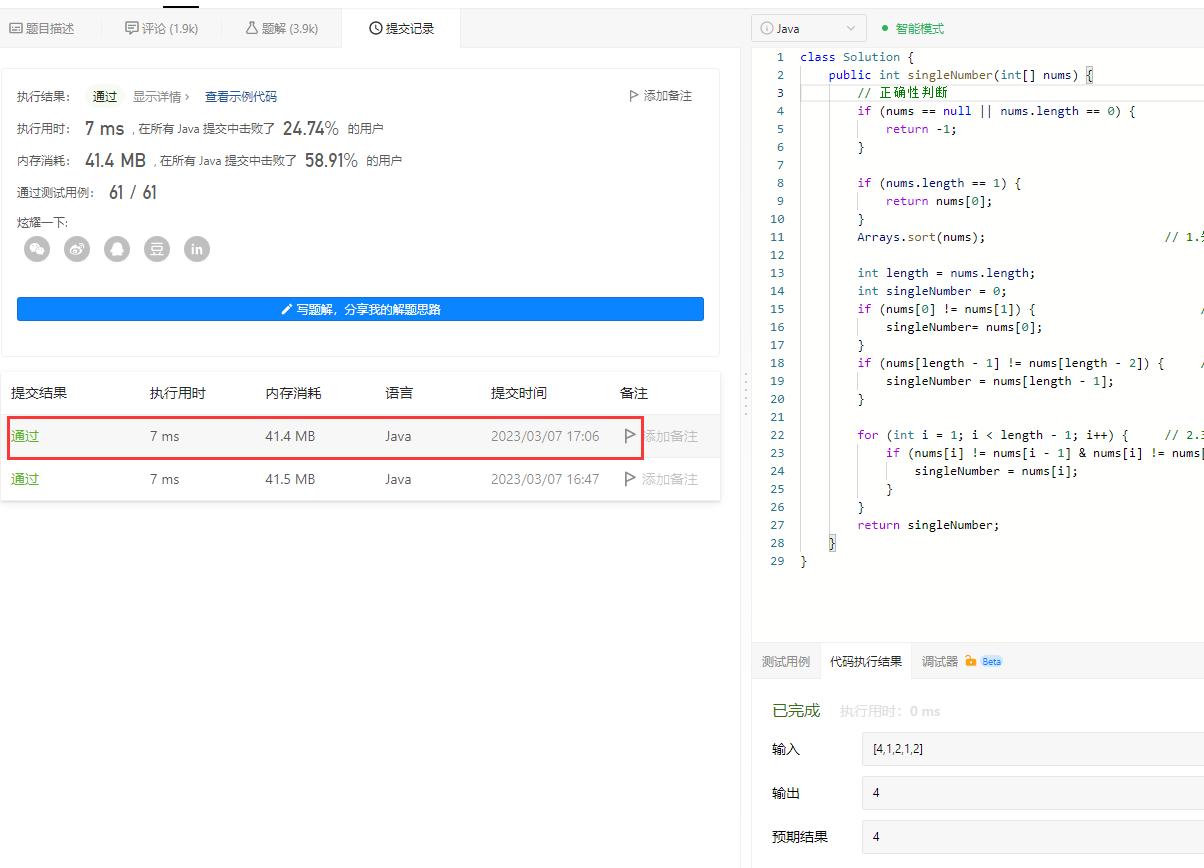 题目描述
评论 (1.9k)
题解 (3.9k)
提交记录
执行结果： 通过 显示详情 › 查看示例代码
添加备注
执行用时： 7 ms , 在所有 Java 提交中击败了 24.74% 的用户
内存消耗： 41.4 MB , 在所有 Java 提交中击败了 58.91% 的用户
通过测试用例： 61 / 61
炫耀一下:
豆
in
写题解，分享我的解题思路
提交结果 执行用时 内存消耗 语言 提交时间 备注
通过 7 ms 41.4 MB Java 2023/03/07 17:06 添加备注
通过 7 ms 41.5 MB Java 2023/03/07 16:47 添加备注
Java
智能模式
1 class Solution {
2 public int singleNumber(int[] nums) {
3 // 正确性判断
4 if (nums == null || nums.length == 0) {
5 return -1;
6 }
7
8 if (nums.length == 1) {
9 return nums[0];
10 }
11 Arrays.sort(nums); // 1.
12
13 int length = nums.length;
14 int singleNumber = 0;
15 if (nums[0] != nums[1]) { /
16 singleNumber= nums[0];
17 }
18 if (nums[length - 1] != nums[length - 2]) { /
19 singleNumber = nums[length - 1];
20 }
21
22 for (int i = 1; i < length - 1; i++) { // 2.
23 if (nums[i] != nums[i - 1] & nums[i] != nums
24 singleNumber = nums[i];
25 }
26 }
27 return singleNumber;
28 }
29 }
测试用例
代码执行结果
调试器 Beta
已完成 执行用时：0 ms
输入 [4,1,2,1,2]
输出 4
预期结果 4